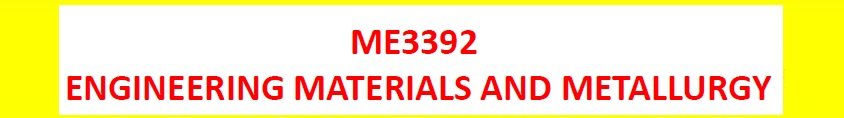 ME3392
ENGINEERING MATERIALS AND METALLURGY